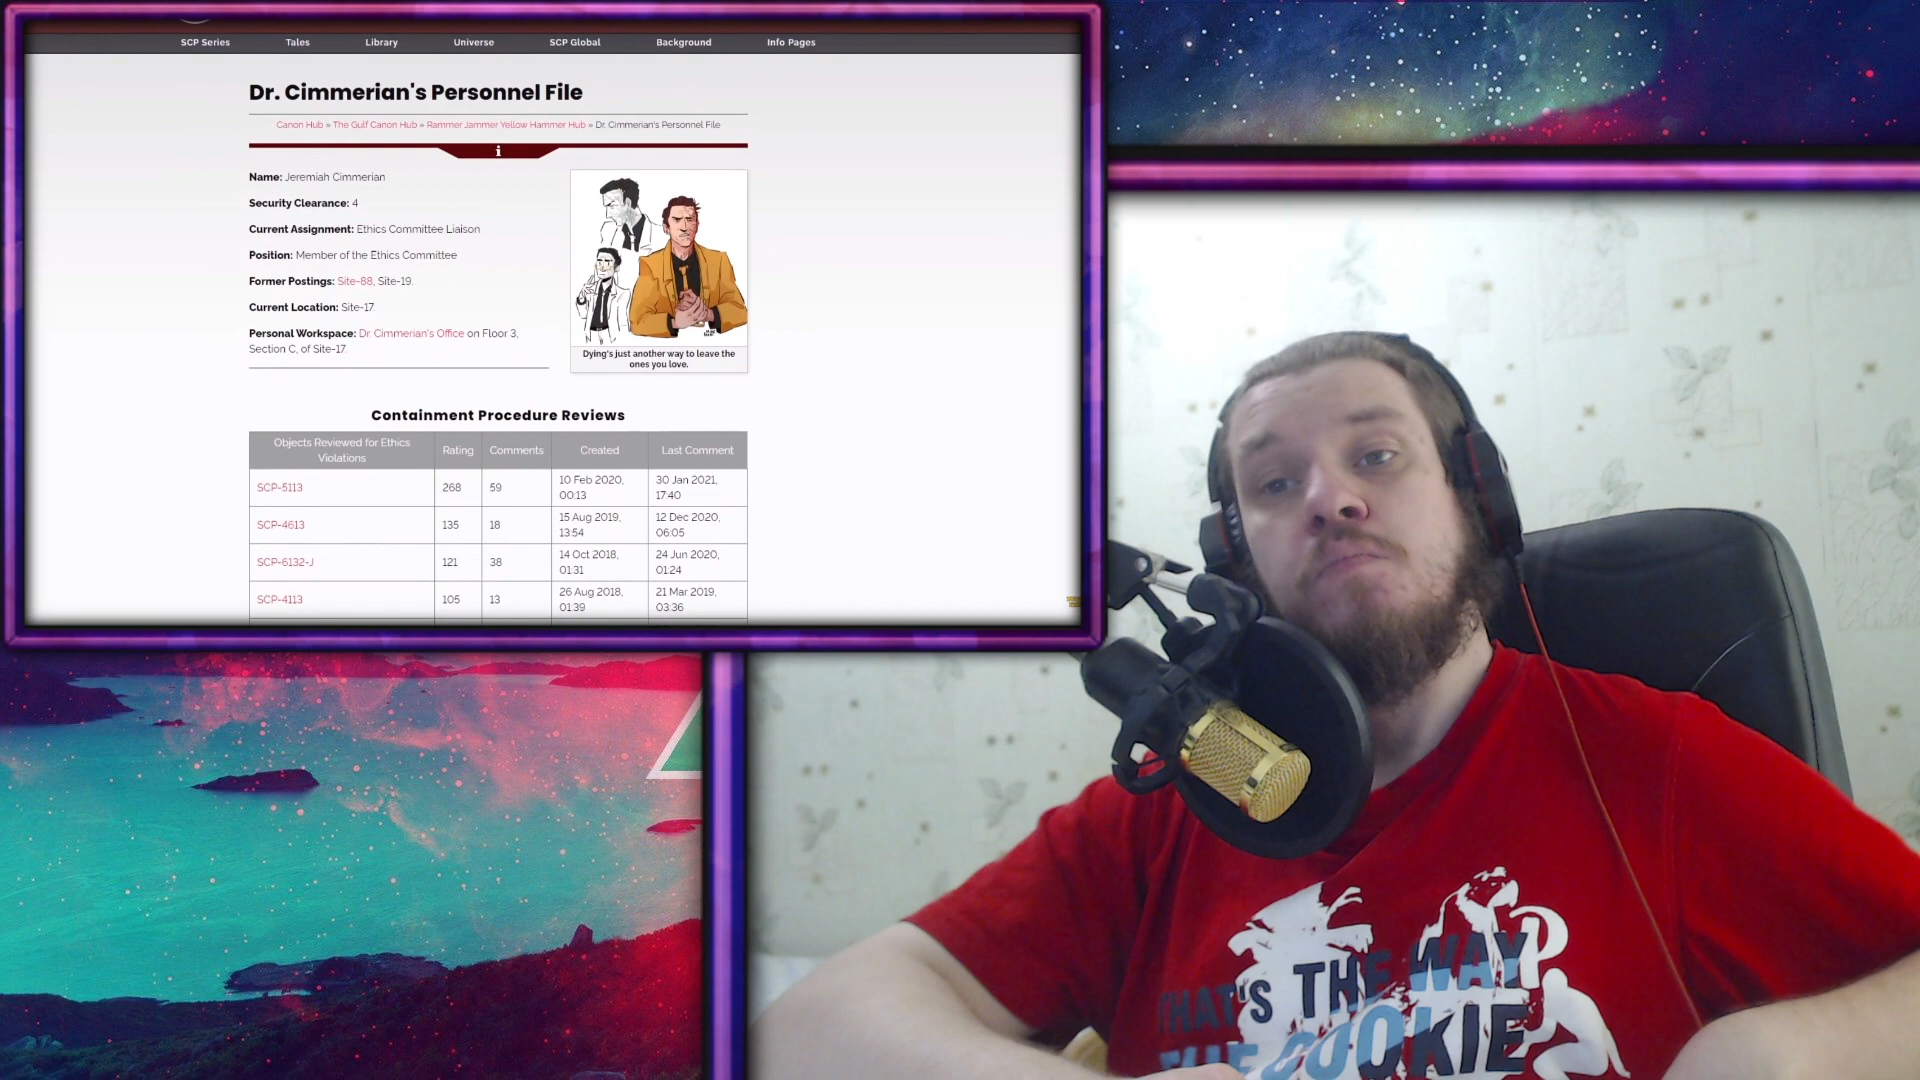 SCP Series Tales Library Universe SCP Global Background Info Pages
Dr. Cimmerian's Personnel File
Canon Hub » The Gulf Canon Hub » Rammer Jammer Yellow Hammer Hub » Dr. Cimmerian's Personnel File
i
Name: Jeremiah Cimmerian
Security Clearance: 4
Current Assignment: Ethics Committee Liaison
Position: Member of the Ethics Committee
Former Postings: Site-88, Site-19.
Current Location: Site-17.
Personal Workspace: Dr. Cimmerian's Office on Floor 3,
Section C, of Site-17.
Dying's just another way to leave the
ones you love.
Containment Procedure Reviews
Objects Reviewed for Ethics
Violations
Rating
Comments
Created
Last Comment
SCP-5113 268 59 10 Feb 2020, 00:13 30 Jan 2021, 17:40
SCP-4613 135 18 15 Aug 2019, 13:54 12 Dec 2020, 06:05
SCP-6132-J 121 38 14 Oct 2018, 01:31 24 Jun 2020, 01:24
SCP-4113 105 13 26 Aug 2018, 01:39 21 Mar 2019, 03:36
THAT'S THE WAY
THE COOKIE